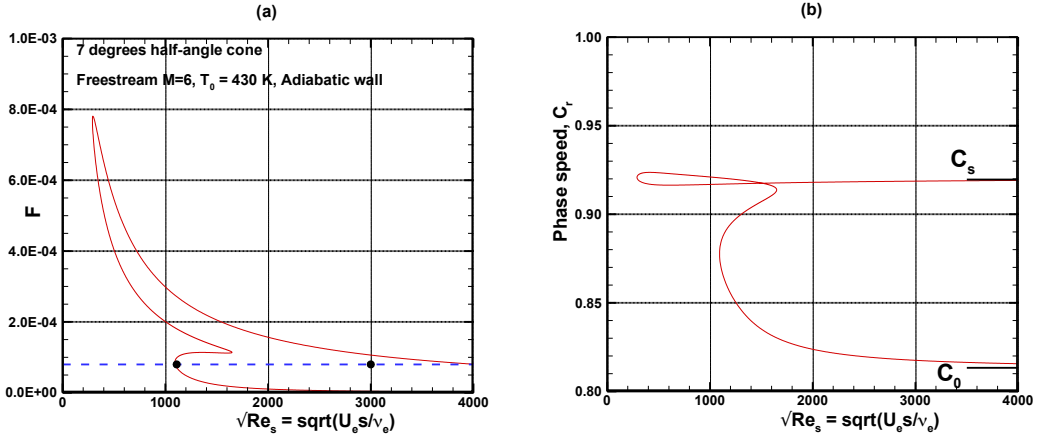 (a)
7 degrees half-angle cone
Freestream M=6, T0 = 430 K, Adiabatic wall
F
1.0E-03
8.0E-04
6.0E-04
4.0E-04
2.0E-04
0.0E+00
0 1000 2000 3000 4000
√Res = sqrt(Ues/νe)
(b)
Phase speed, Cr
1.00
0.95
0.90
0.85
0.80
Cs
C0
0 1000 2000 3000 4000
√Res = sqrt(Ues/νe)